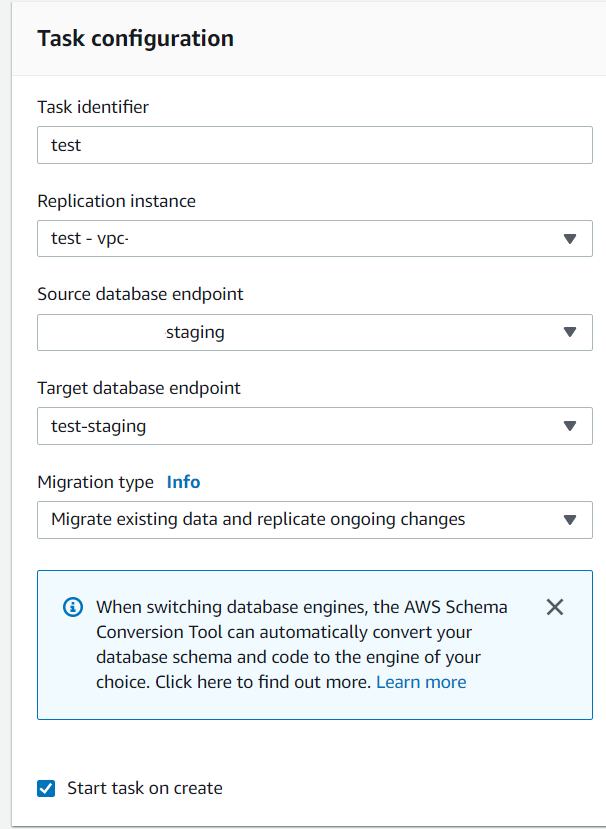 Task configuration
Task identifier
test
Replication instance
test - vpc-
Source database endpoint
staging
Target database endpoint
test-staging
Migration type Info
Migrate existing data and replicate ongoing changes
When switching database engines, the AWS Schema
Conversion Tool can automatically convert your
database schema and code to the engine of your
choice. Click here to find out more. Learn more
Start task on create